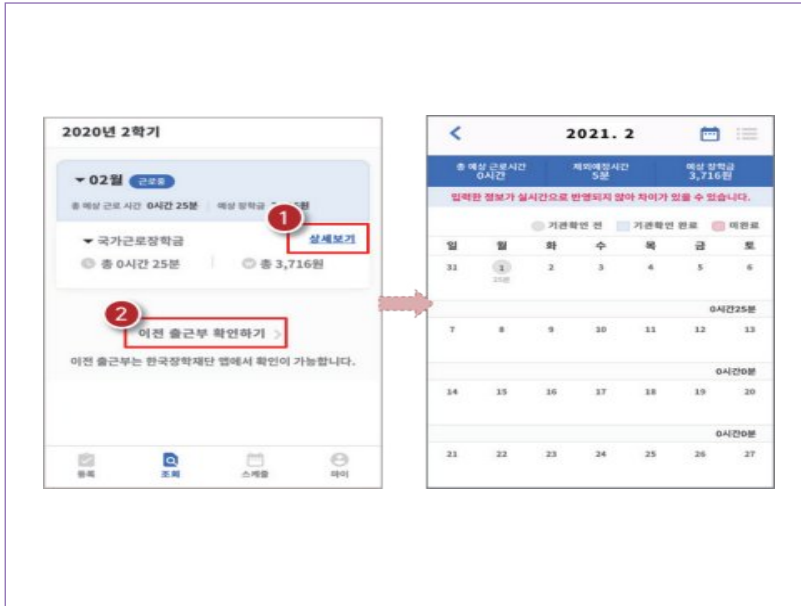 2020년 2학기
02월 근로중
총 예상 근로 시간 0시간 25분 예상 장학금
1
국가근로장학금 상세보기
총 0시간 25분 총 3,716원
2
이전 출근부 확인하기
이전 출근부는 한국장학재단 앱에서 확인이 가능합니다.
등록 조회 스케줄 마이
2021. 2
총 예상 근로시간 제외예정시간 예상 장학금
0시간 5분 3,716원
입력한 정보가 실시간으로 반영되지 않아 차이가 있을 수 있습니다.
기관확인 전 기관확인 완료 미완료
일 월 화 수 목 금 토
31 1 2 3 4 5 6
25분
0시간25분
7 8 9 10 11 12 13
0시간0분
14 15 16 17 18 19 20
0시간0분
21 22 23 24 25 26 27